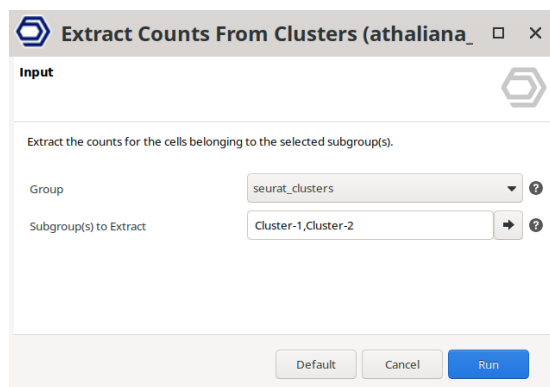 Extract Counts From Clusters (athaliana_
Input
Extract the counts for the cells belonging to the selected subgroup(s).
Group seurat_clusters
Subgroup(s) to Extract Cluster-1,Cluster-2
Default Cancel Run